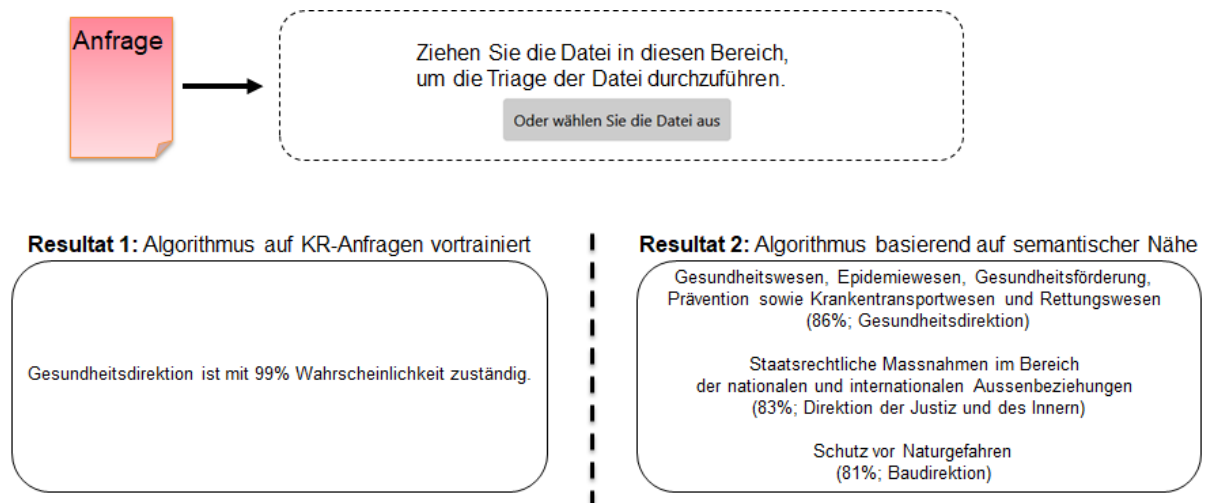 Anfrage
Ziehen Sie die Datei in diesen Bereich,
um die Triage der Datei durchzuführen.
Oder wählen Sie die Datei aus
Resultat 1: Algorithmus auf KR-Anfragen vortrainiert
Gesundheitsdirektion ist mit 99% Wahrscheinlichkeit zuständig.
Resultat 2: Algorithmus basierend auf semantischer Nähe
Gesundheitswesen, Epidemiewesen, Gesundheitsförderung,
Prävention sowie Krankentransportwesen und Rettungswesen
(86%; Gesundheitsdirektion)
Staatsrechtliche Massnahmen im Bereich
der nationalen und internationalen Aussenbeziehungen
(83%; Direktion der Justiz und des Innern)
Schutz vor Naturgefahren
(81%; Baudirektion)